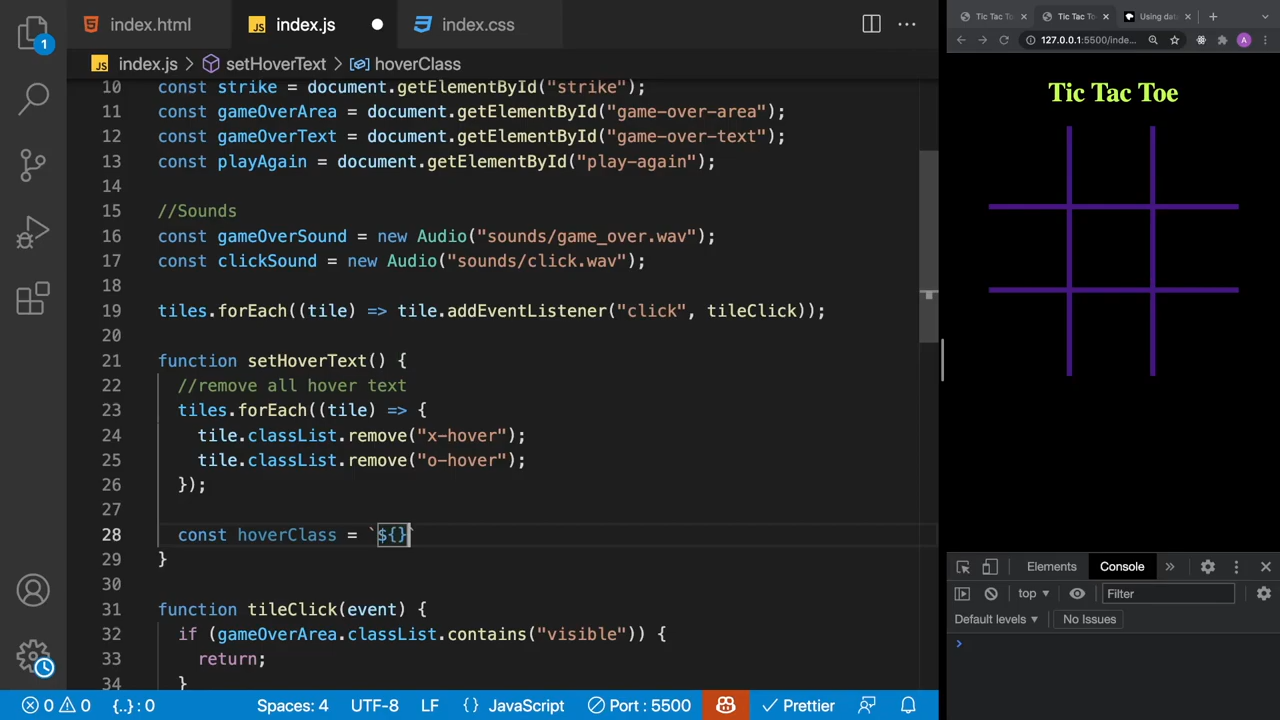 index.html
index.js
index.css
index.js > setHoverText > hoverClass
10 const strike = document.getElementById("strike");
11 const gameOverArea = document.getElementById("game-over-area");
12 const gameOverText = document.getElementById("game-over-text");
13 const playAgain = document.getElementById("play-again");
14
15 //Sounds
16 const gameOverSound = new Audio("sounds/game_over.wav");
17 const clickSound = new Audio("sounds/click.wav");
18
19 tiles.forEach((tile) => tile.addEventListener("click", tileClick));
20
21 function setHoverText() {
22 //remove all hover text
23 tiles.forEach((tile) => {
24 tile.classList.remove("x-hover");
25 tile.classList.remove("o-hover");
26 });
27
28 const hoverClass = `${}`
29 }
30
31 function tileClick(event) {
32 if (gameOverArea.classList.contains("visible")) {
33 return;
34 }
1
0 0 {..}: 0 Spaces: 4 UTF-8 LF {} JavaScript Port : 5500 Prettier
Tic Tac To
Tic Tac To
Using dat
127.0.0.1:5500/inde...
A
Tic Tac Toe
Elements Console
top Filter
Default levels No Issues